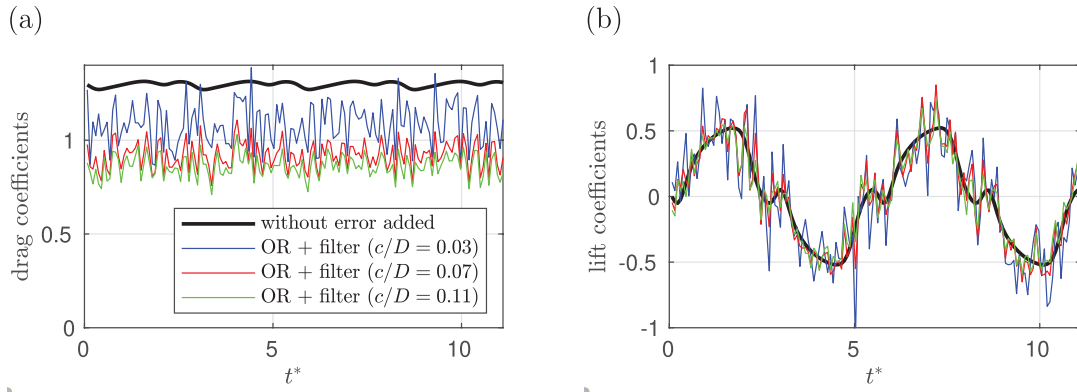 (a)
drag coefficients
1
0.5
0
without error added
OR + filter (c/D = 0.03)
OR + filter (c/D = 0.07)
OR + filter (c/D = 0.11)
0
5
10
t*
(b)
lift coefficients
1
0.5
0
-0.5
-1
0
5
10
t*